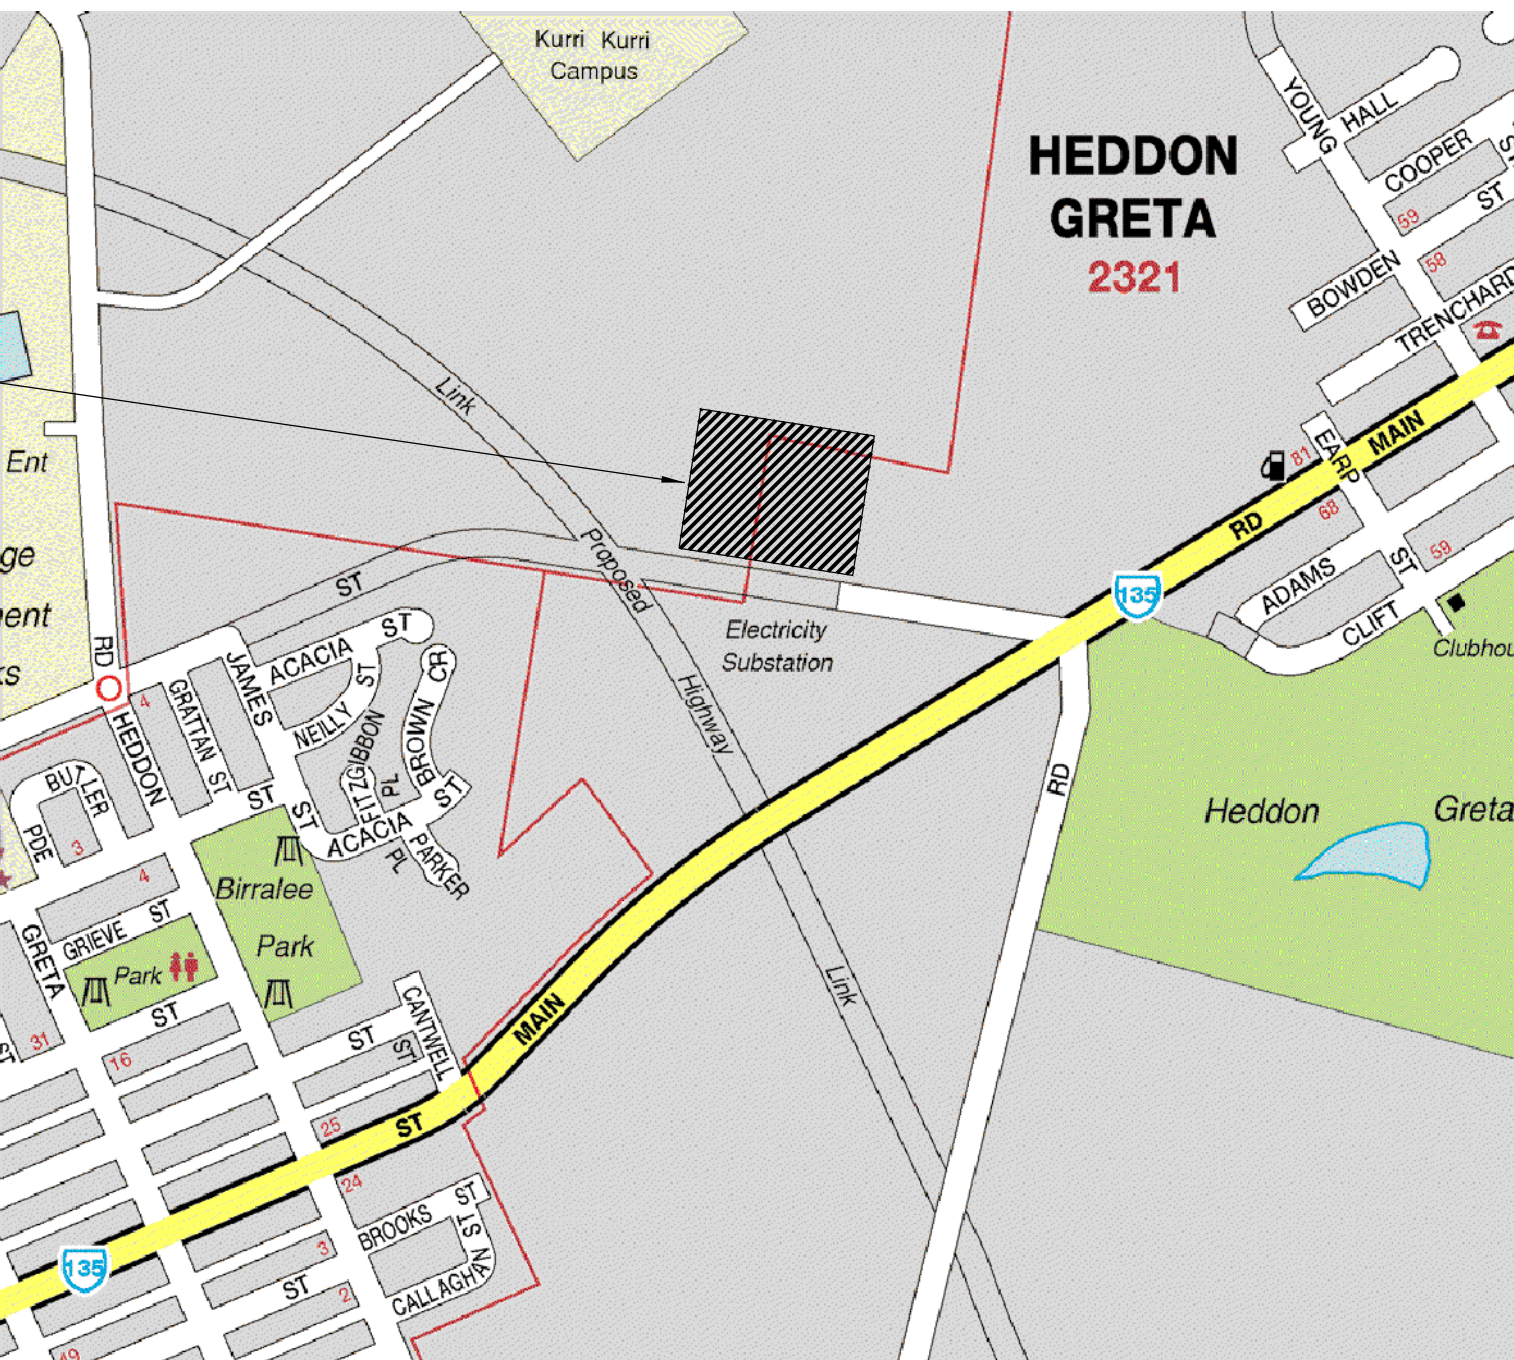 Kurri Kurri
Campus
HEDDON
GRETA
2321
YOUNG
HALL
COOPER
ST
59
58
BOWDEN
TRENCHARD
MAIN
RD
81
EARP
ST
68
59
ADAMS
CLIFT
135
Clubhou
Link
Proposed
Highway
Link
Electricity
Substation
Ent
ge
ent
ks
RD
ST
HEDDON
4
GRATTAN ST
JAMES
ST
ACACIA ST
NEILLY ST
FITZGIBBON
PL
BROWN CR
ACACIA ST
PARKER
PL
ST
BUTLER
PDE
3
4
Birralee
Park
GRIEVE ST
GRETA
ST
Park
ST
31
16
ST
CANTWELL
ST
MAIN
ST
25
24
135
BROOKS ST
ST
CALLAGHAN
3
ST
2
49
RD
Heddon Greta